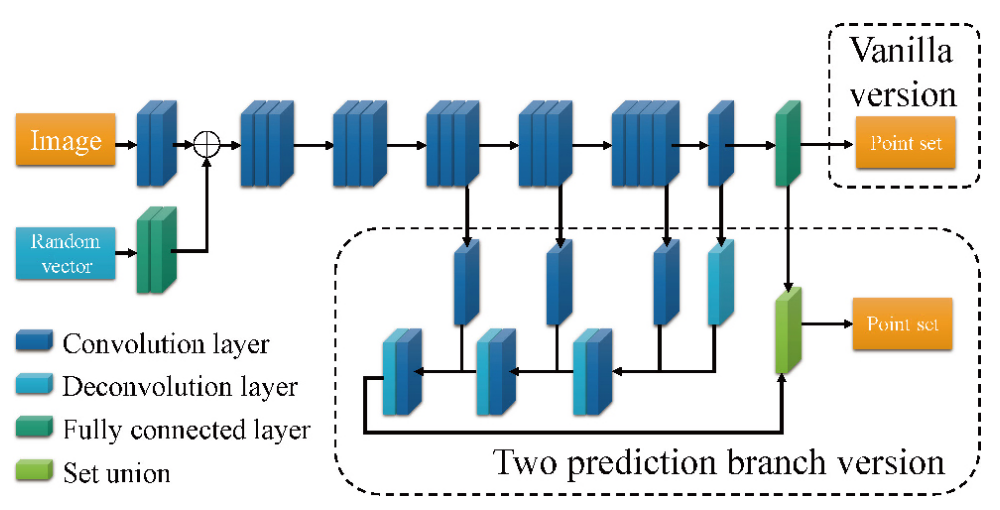 Vanilla
version
Image
Point set
Random
vector
Point set
Convolution layer
Deconvolution layer
Fully connected layer
Set union
Two prediction branch version